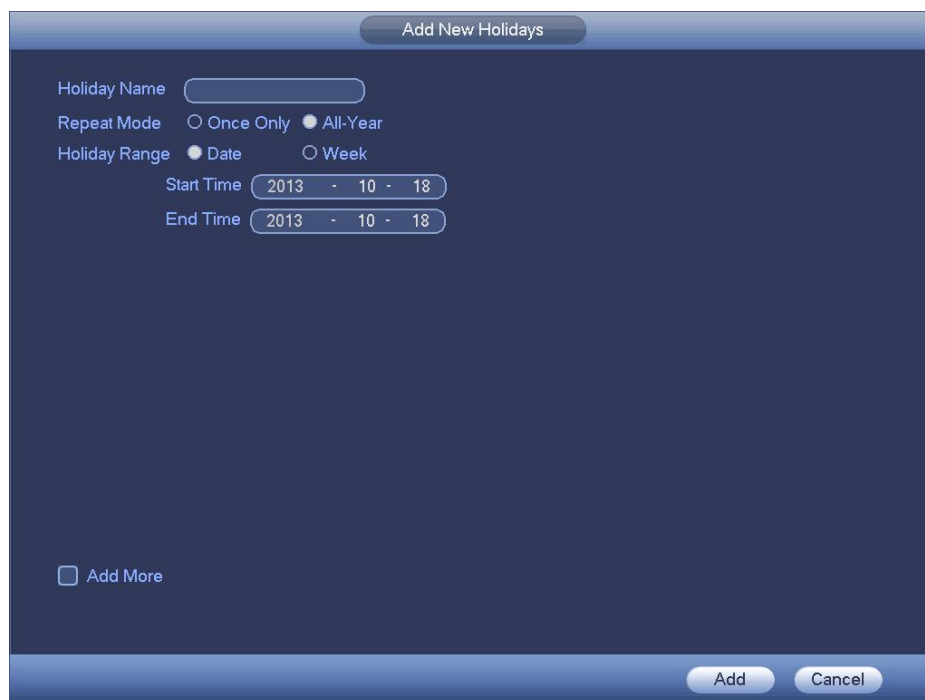 Add New Holidays
Holiday Name
Repeat Mode Once Only All-Year
Holiday Range Date Week
Start Time 2013 - 10 - 18
End Time 2013 - 10 - 18
Add More
Add Cancel